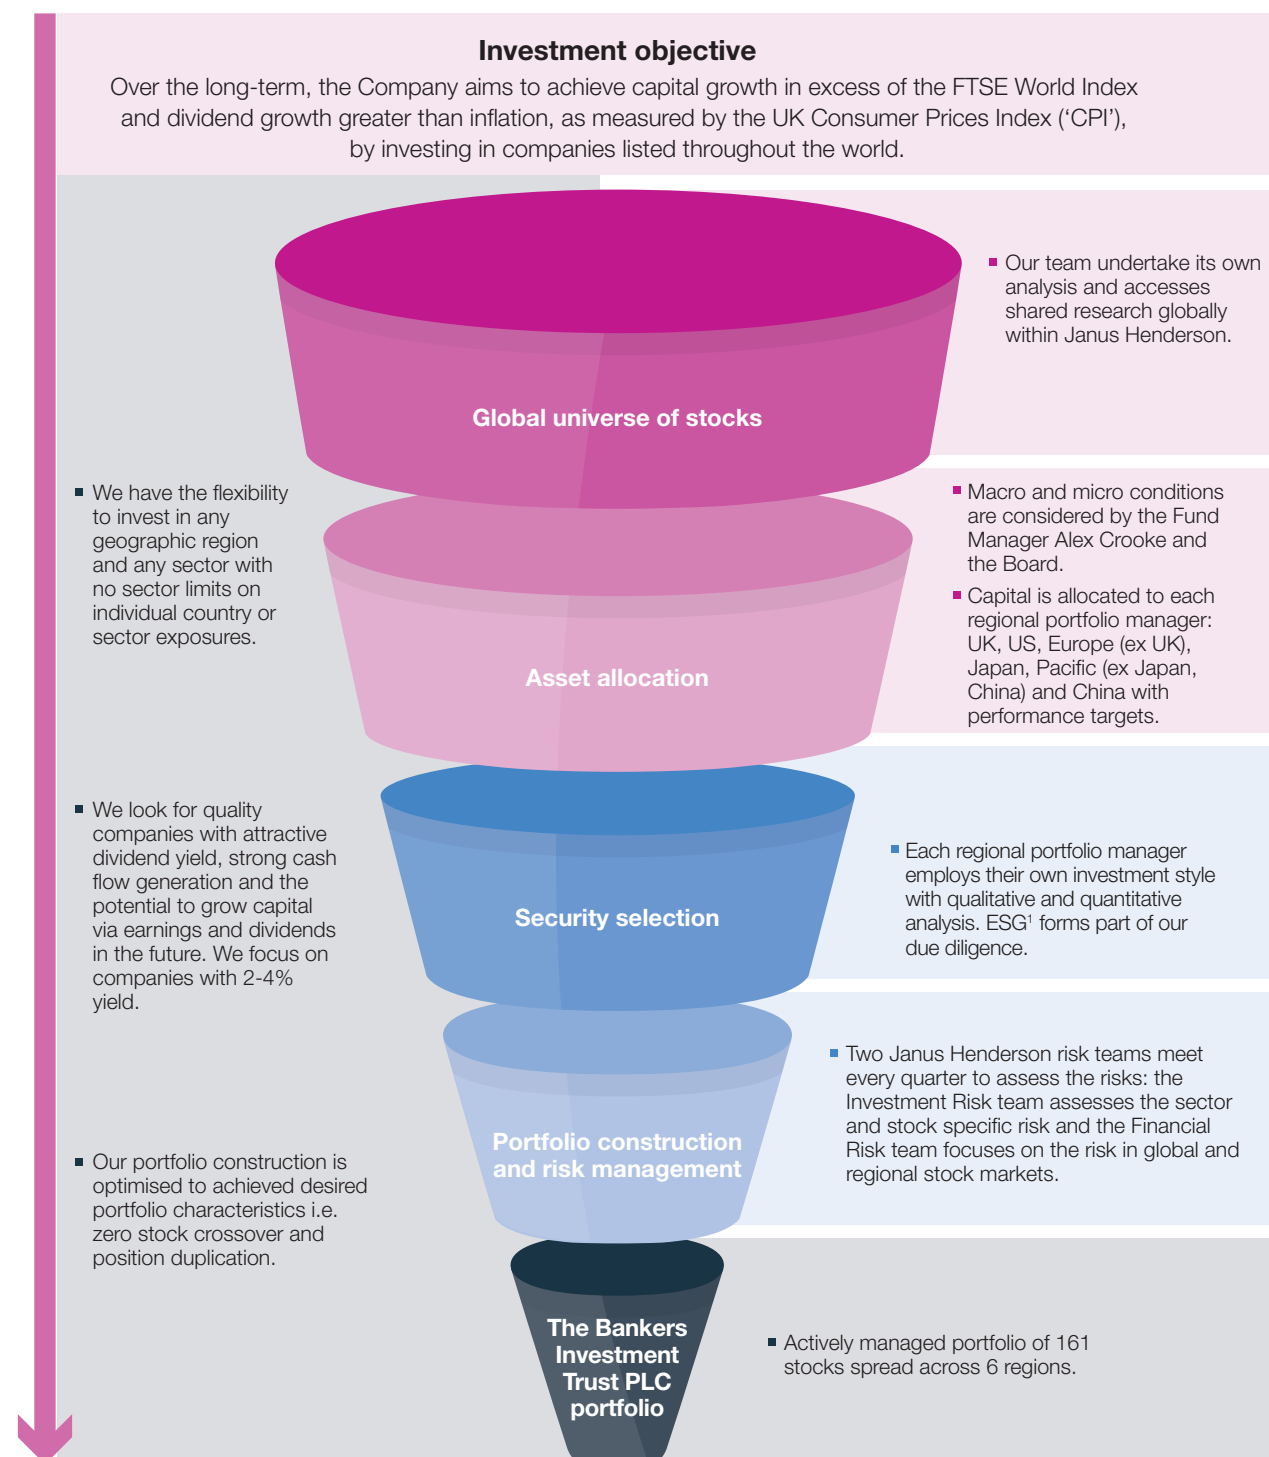 Investment objective
Over the long-term, the Company aims to achieve capital growth in excess of the FTSE World Index
and dividend growth greater than inflation, as measured by the UK Consumer Prices Index (‘CPI’),
by investing in companies listed throughout the world.
Our team undertake its own
analysis and accesses
shared research globally
within Janus Henderson.
Global universe of stocks
We have the flexibility
to invest in any
geographic region
and any sector with
no sector limits on
individual country or
sector exposures.
Macro and micro conditions
are considered by the Fund
Manager Alex Crooke and
the Board.
Capital is allocated to each
regional portfolio manager:
UK, US, Europe (ex UK),
Japan, Pacific (ex Japan,
China) and China with
performance targets.
Asset allocation
We look for quality
companies with attractive
dividend yield, strong cash
flow generation and the
potential to grow capital
via earnings and dividends
in the future. We focus on
companies with 2-4%
yield.
Security selection
Each regional portfolio manager
employs their own investment style
with qualitative and quantitative
analysis. ESG¹ forms part of our
due diligence.
Portfolio construction
and risk management
Two Janus Henderson risk teams meet
every quarter to assess the risks: the
Investment Risk team assesses the sector
and stock specific risk and the Financial
Risk team focuses on the risk in global and
regional stock markets.
Our portfolio construction is
optimised to achieved desired
portfolio characteristics i.e.
zero stock crossover and
position duplication.
The Bankers
Investment
Trust PLC
portfolio
Actively managed portfolio of 161
stocks spread across 6 regions.